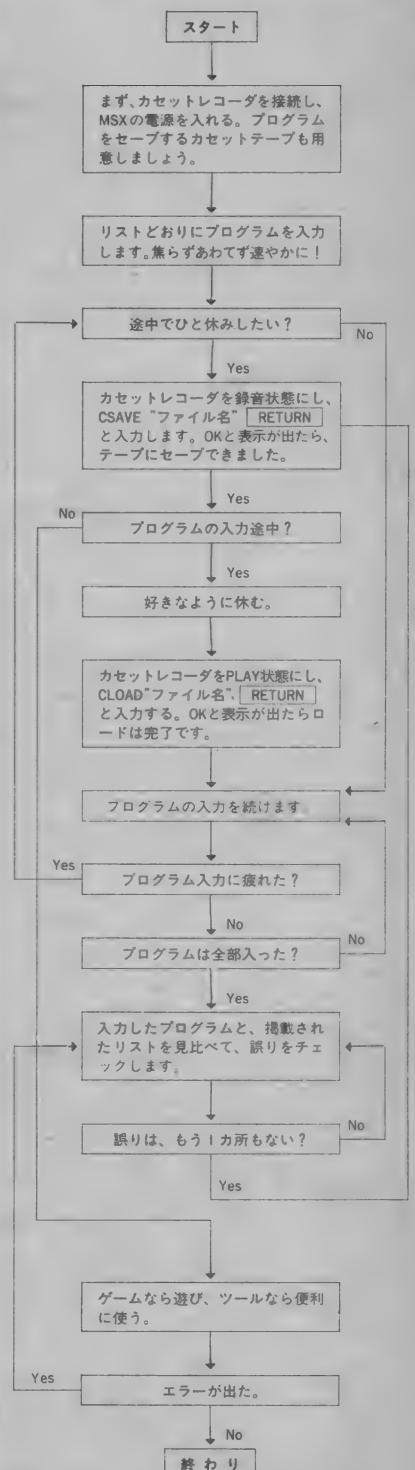 スタート
まず、カセットレコーダを接続し、
MSXの電源を入れる。プログラム
をセーブするカセットテープも用
意しましょう。
リストどおりにプログラムを入力
します。焦らずあわてず速やかに！
途中でひと休みしたい？
No
Yes
カセットレコーダを録音状態にし、
CSAVE "ファイル名" RETURN
と入力します。OKと表示が出たら、
テープにセーブできました。
Yes
No
プログラムの入力途中？
Yes
好きなように休む。
カセットレコーダをPLAY状態にし、
CLOAD"ファイル名"、RETURN
と入力する。OKと表示が出たらロ
ードは完了です。
プログラムの入力を続けます
Yes
プログラム入力に疲れた？
No
プログラムは全部入った？
No
Yes
入力したプログラムと、掲載され
たリストを見比べて、誤りをチェ
ックします。
誤りは、もう1カ所もない？
No
Yes
ゲームなら遊び、ツールなら便利
に使う。
Yes
エラーが出た。
No
終わり